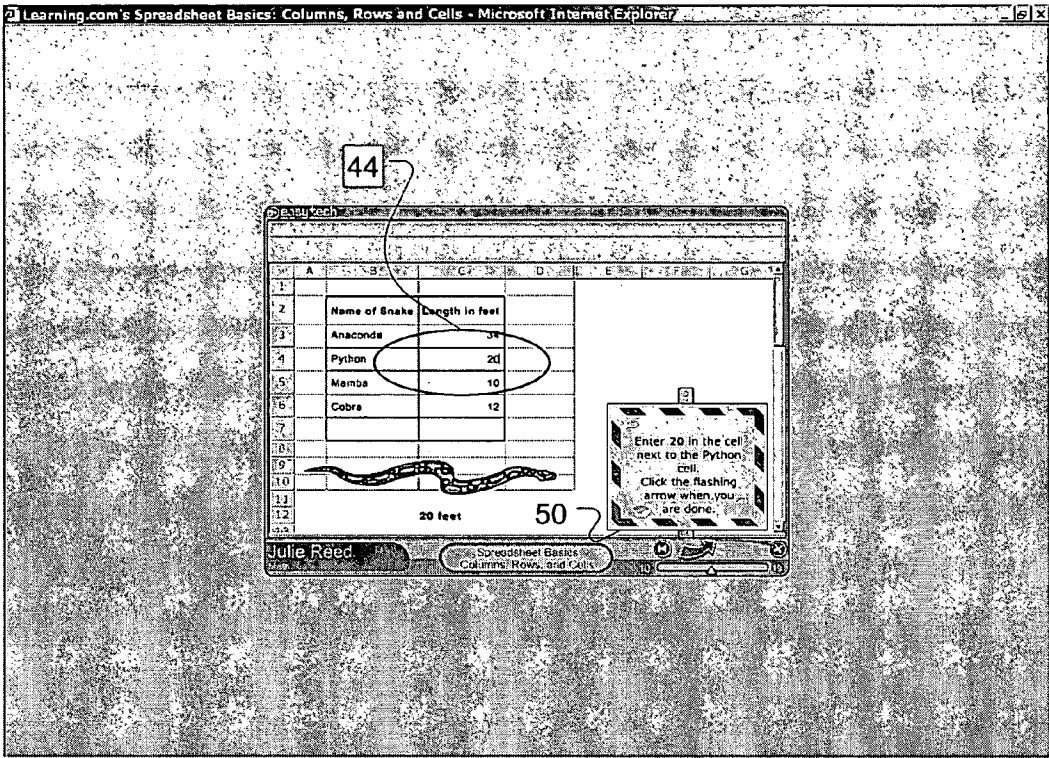 Learning.com's Spreadsheet Basics: Columns, Rows and Cells - Microsoft Internet Explorer
44
easytech
A B C D E F G
1
2 Name of Snake Length in feet
3 Anaconda 34
4 Python 20
5 Mamba 10
6 Cobra 12
7
8
9
10
11
12 20 feet
50
Enter 20 in the cell
next to the Python
cell.
Click the flashing
arrow when you
are done.
Julie Reed
Spreadsheet Basics
Columns, Rows, and Cells